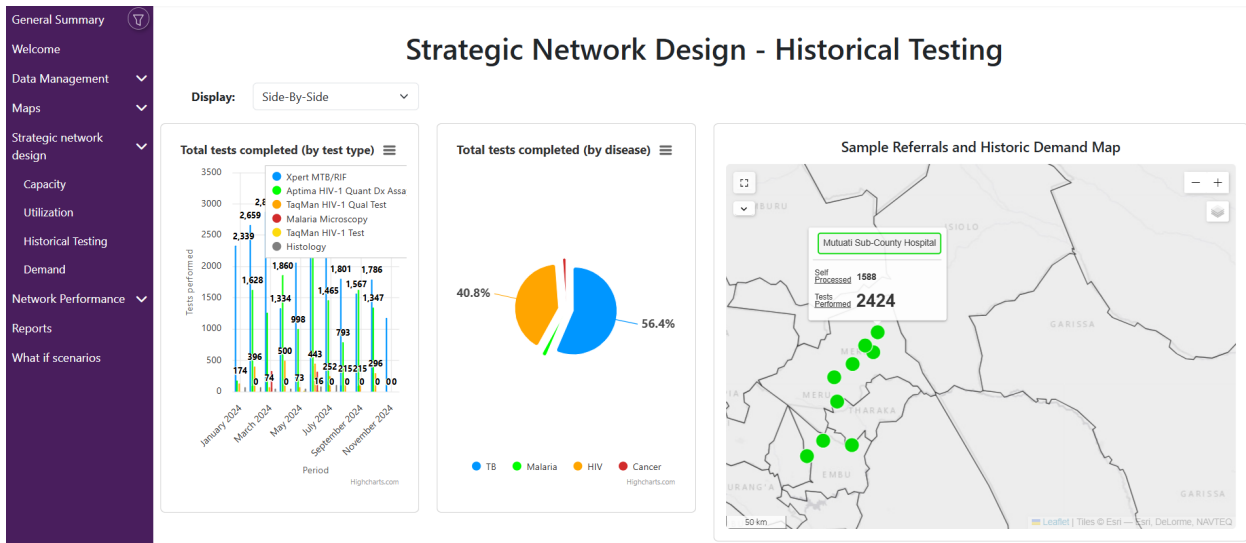 General Summary
Welcome
Data Management
Maps
Strategic network
design
Capacity
Utilization
Historical Testing
Demand
Network Performance
Reports
What if scenarios
Strategic Network Design - Historical Testing
Display: Side-By-Side
Total tests completed (by test type)
3500
3000
2500
2000
1500
1000
500
0
Tests performed
Xpert MTB/RIF
Aptima HIV-1 Quant Dx Assa
TaqMan HIV-1 Qual Test
Malaria Microscopy
TaqMan HIV-1 Test
Histology
2,339
2,659
1,628
1,860
1,334
998
1,465
1,801
793
1,567
1,786
1,347
174
396
0
74
500
0
73
443
16
252
0
215
0
215
296
0
0 0
January 2024
March 2024
May 2024
July 2024
September 2024
November 2024
Period
Highcharts.com
Total tests completed (by disease)
40.8%
56.4%
TB Malaria HIV Cancer
Highcharts.com
Sample Referrals and Historic Demand Map
ISIOLO
Mutuati Sub-County Hospital
Self
Processed 1588
Tests
Performed 2424
GARISSA
MERU
THARAKA
EMBU
GARISSA
50 km
Leaflet | Tiles © Esri — Esri, DeLorme, NAVTEQ